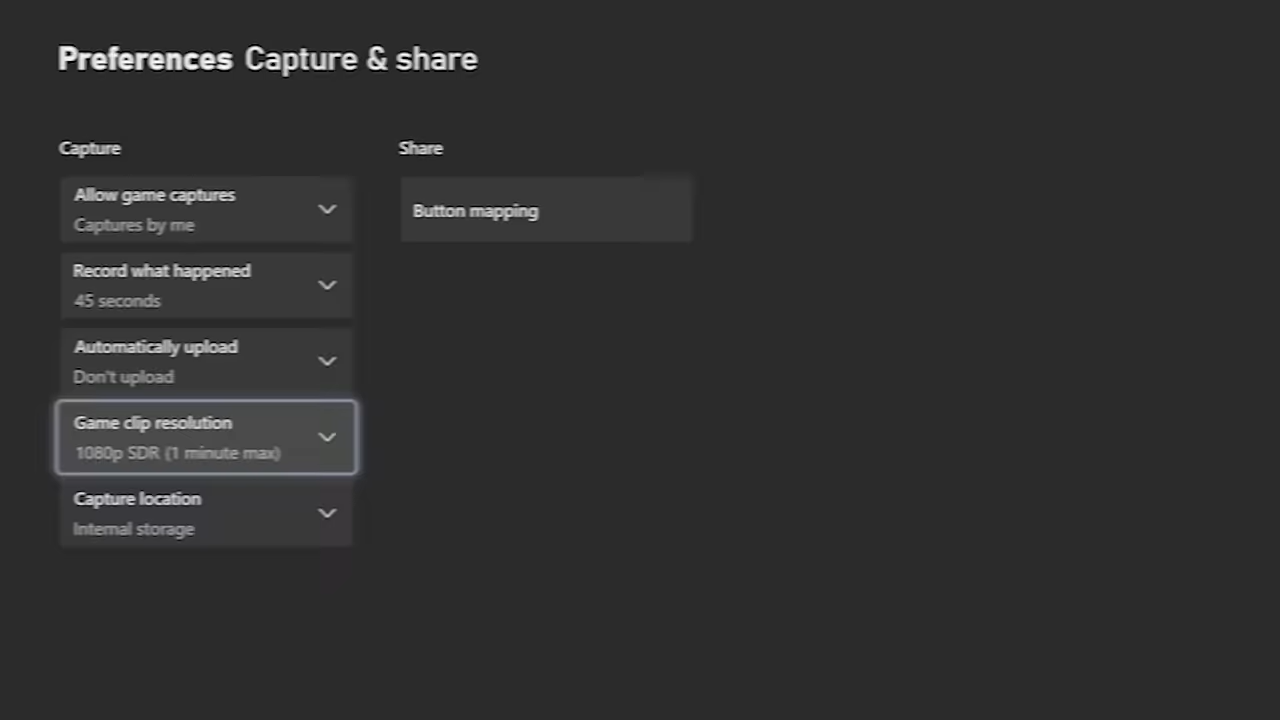 Preferences Capture & share
Capture
Allow game captures
Captures by me
Record what happened
45 seconds
Automatically upload
Don't upload
Game clip resolution
1080p SDR (1 minute max)
Capture location
Internal storage
Share
Button mapping